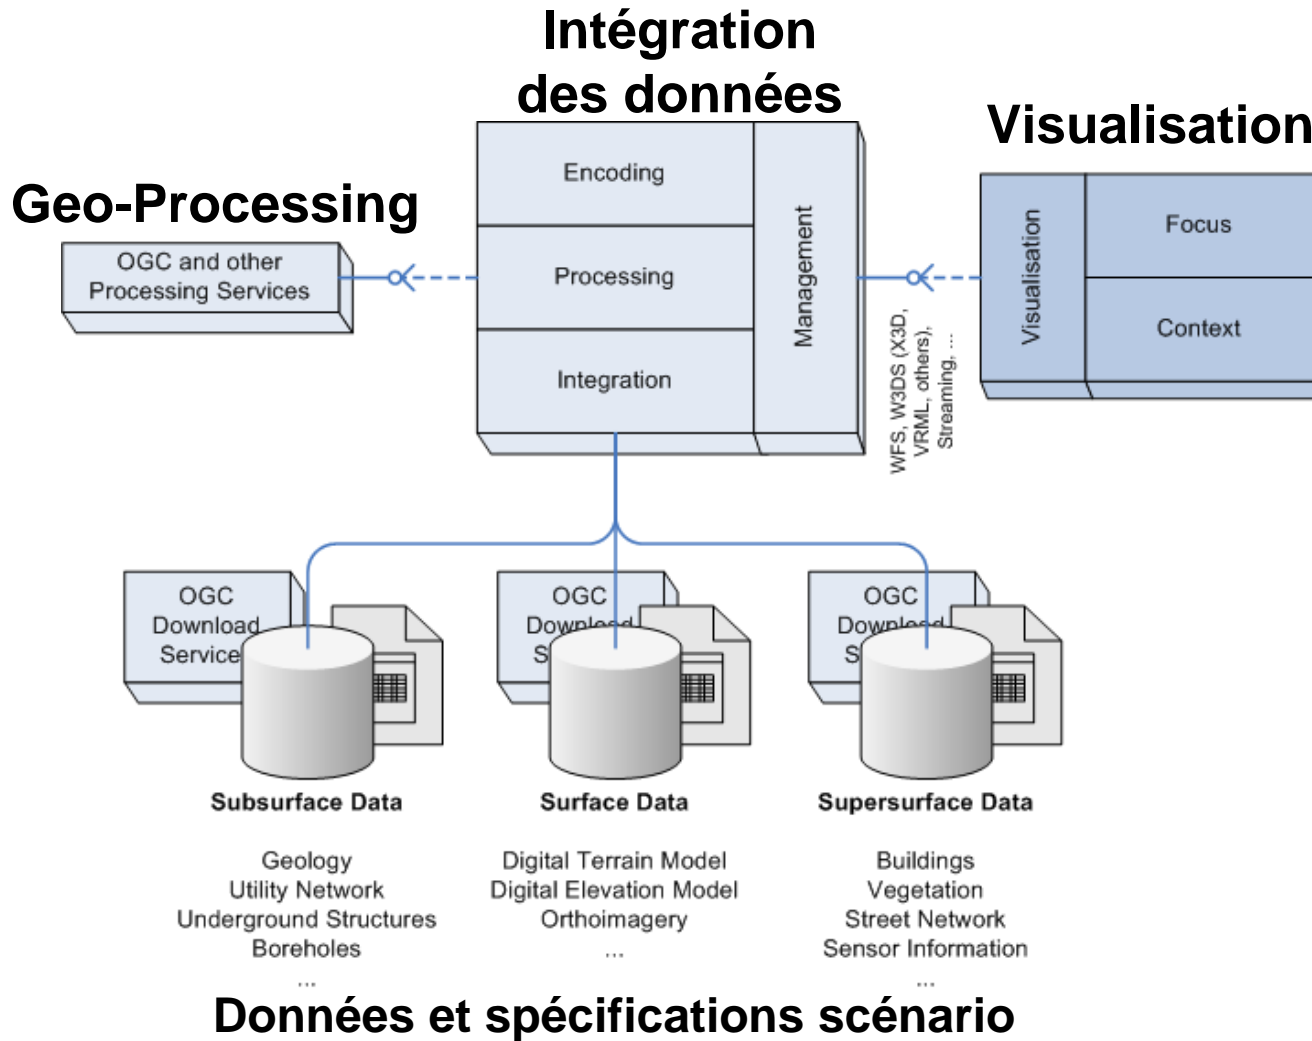 Intégration
des données
Visualisation
Geo-Processing
OGC and other
Processing Services
Encoding
Processing
Integration
Management
WFS, W3DS (X3D,
VRML, others),
Streaming, ...
Visualisation
Focus
Context
OGC
Download
Service
OGC
Download
S
OGC
Download
S
Subsurface Data
Geology
Utility Network
Underground Structures
Boreholes
...
Surface Data
Digital Terrain Model
Digital Elevation Model
Orthoimagery
...
Supersurface Data
Buildings
Vegetation
Street Network
Sensor Information
...
Données et spécifications scénario